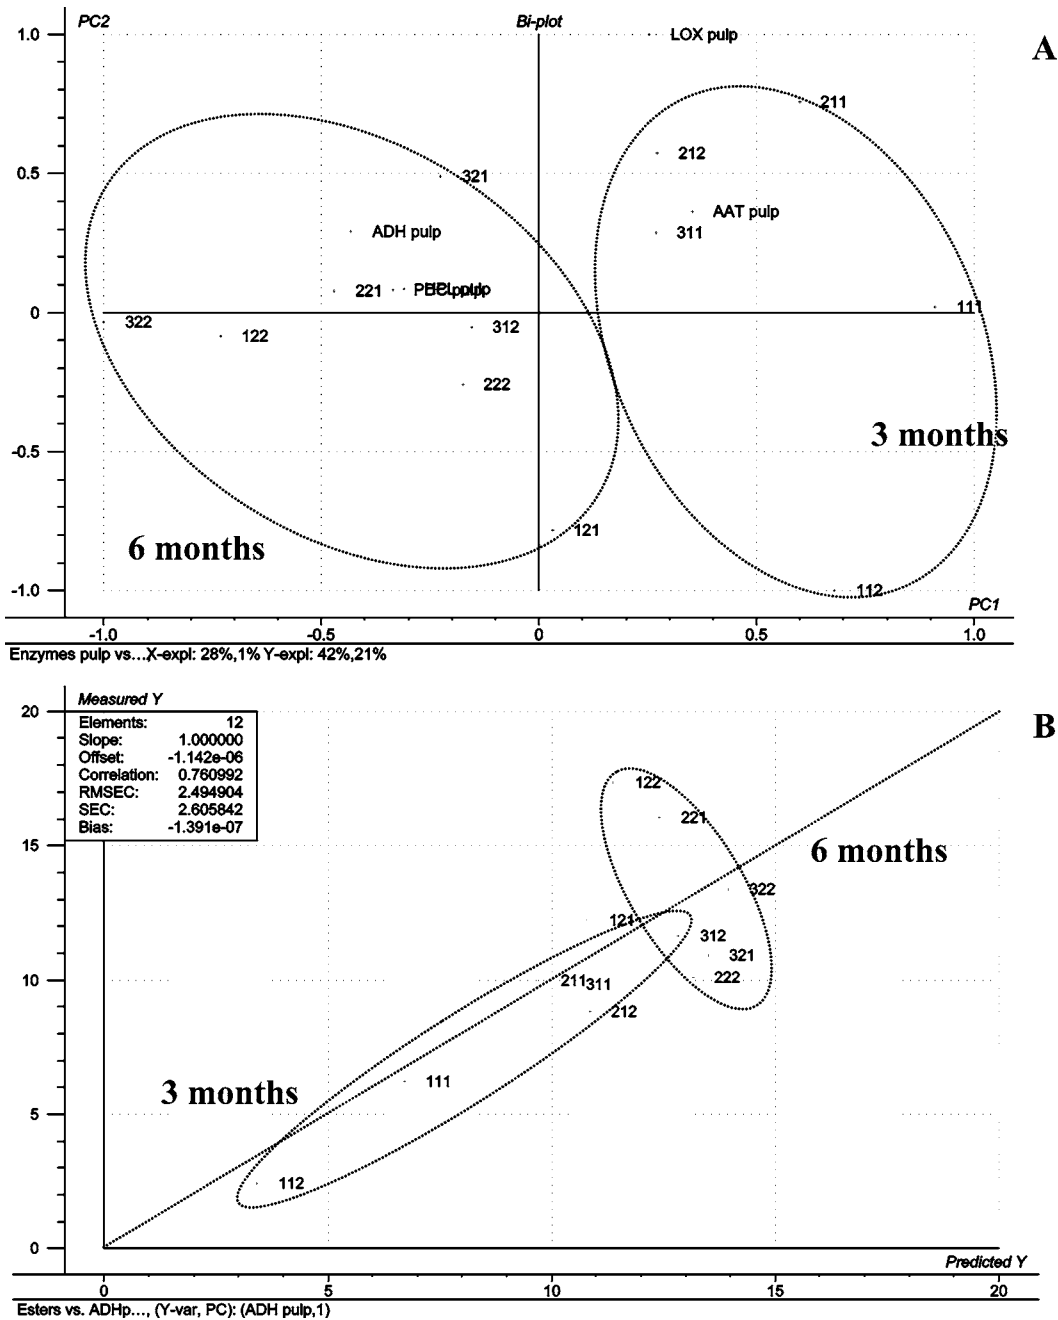 PC2
Bi-plot
A
1.0
LOX pulp
211
212
0.5
321
AAT pulp
ADH pulp
311
221
pulp
0
111
322
312
122
222
3 months
-0.5
121
6 months
-1.0
112
PC1
-1.0 -0.5 0 0.5 1.0
Enzymes pulp vs...,X-expl: 28%,1% Y-expl: 42%,21%
Measured Y
B
20
Elements: 12
Slope: 1.000000
Offset: -1.142e-06
Correlation: 0.760992
RMSEC: 2.494904
SEC: 2.605842
Bias: -1.391e-07
122
221
15
6 months
322
121
312
321
10
211
311
222
212
3 months
111
5
112
0
Predicted Y
0 5 10 15 20
Esters vs. ADHp..., (Y-var, PC): (ADH pulp,1)